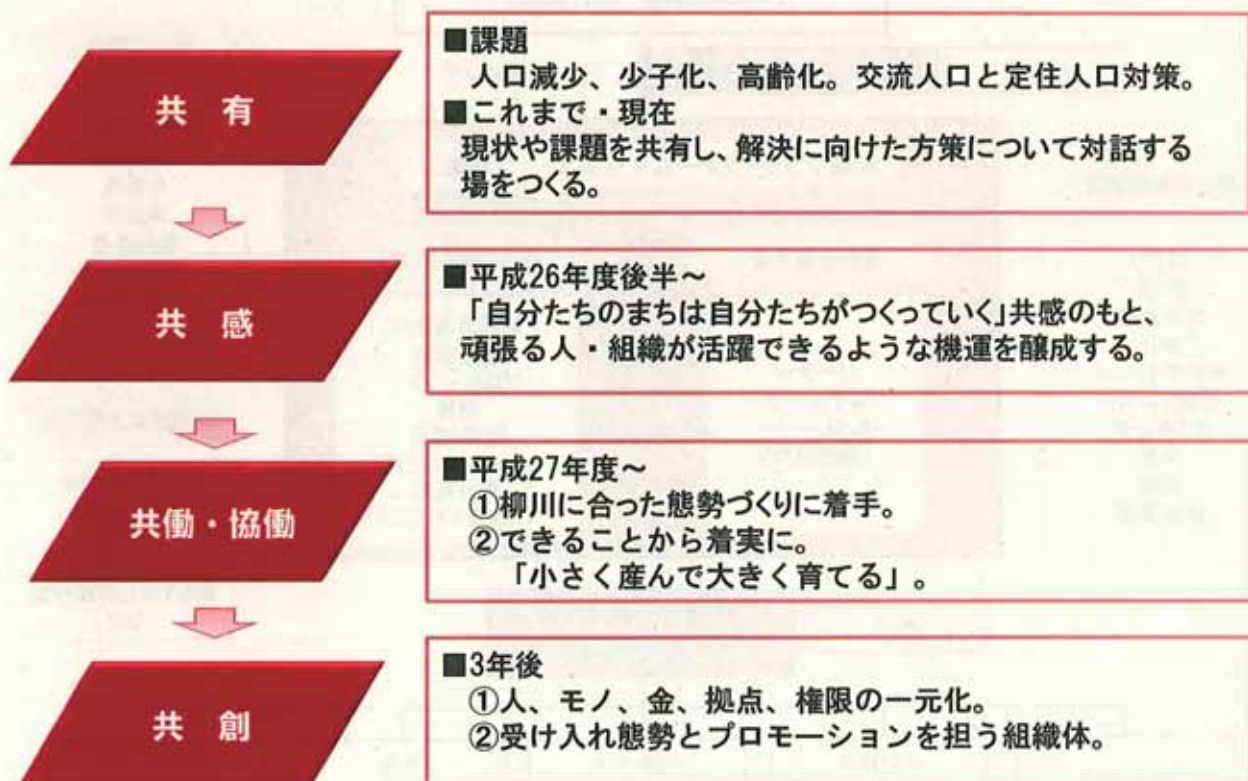 共 有
■課題
人口減少、少子化、高齢化。交流人口と定住人口対策。
■これまで・現在
現状や課題を共有し、解決に向けた方策について対話する
場をつくる。
共 感
■平成26年度後半～
「自分たちのまちは自分たちがつくっていく」共感のもと、
頑張る人・組織が活躍できるような機運を醸成する。
共働・協働
■平成27年度～
①柳川に合った態勢づくりに着手。
②できることから着実に。
「小さく産んで大きく育てる」。
共 創
■3年後
①人、モノ、金、拠点、権限の一元化。
②受け入れ態勢とプロモーションを担う組織体。